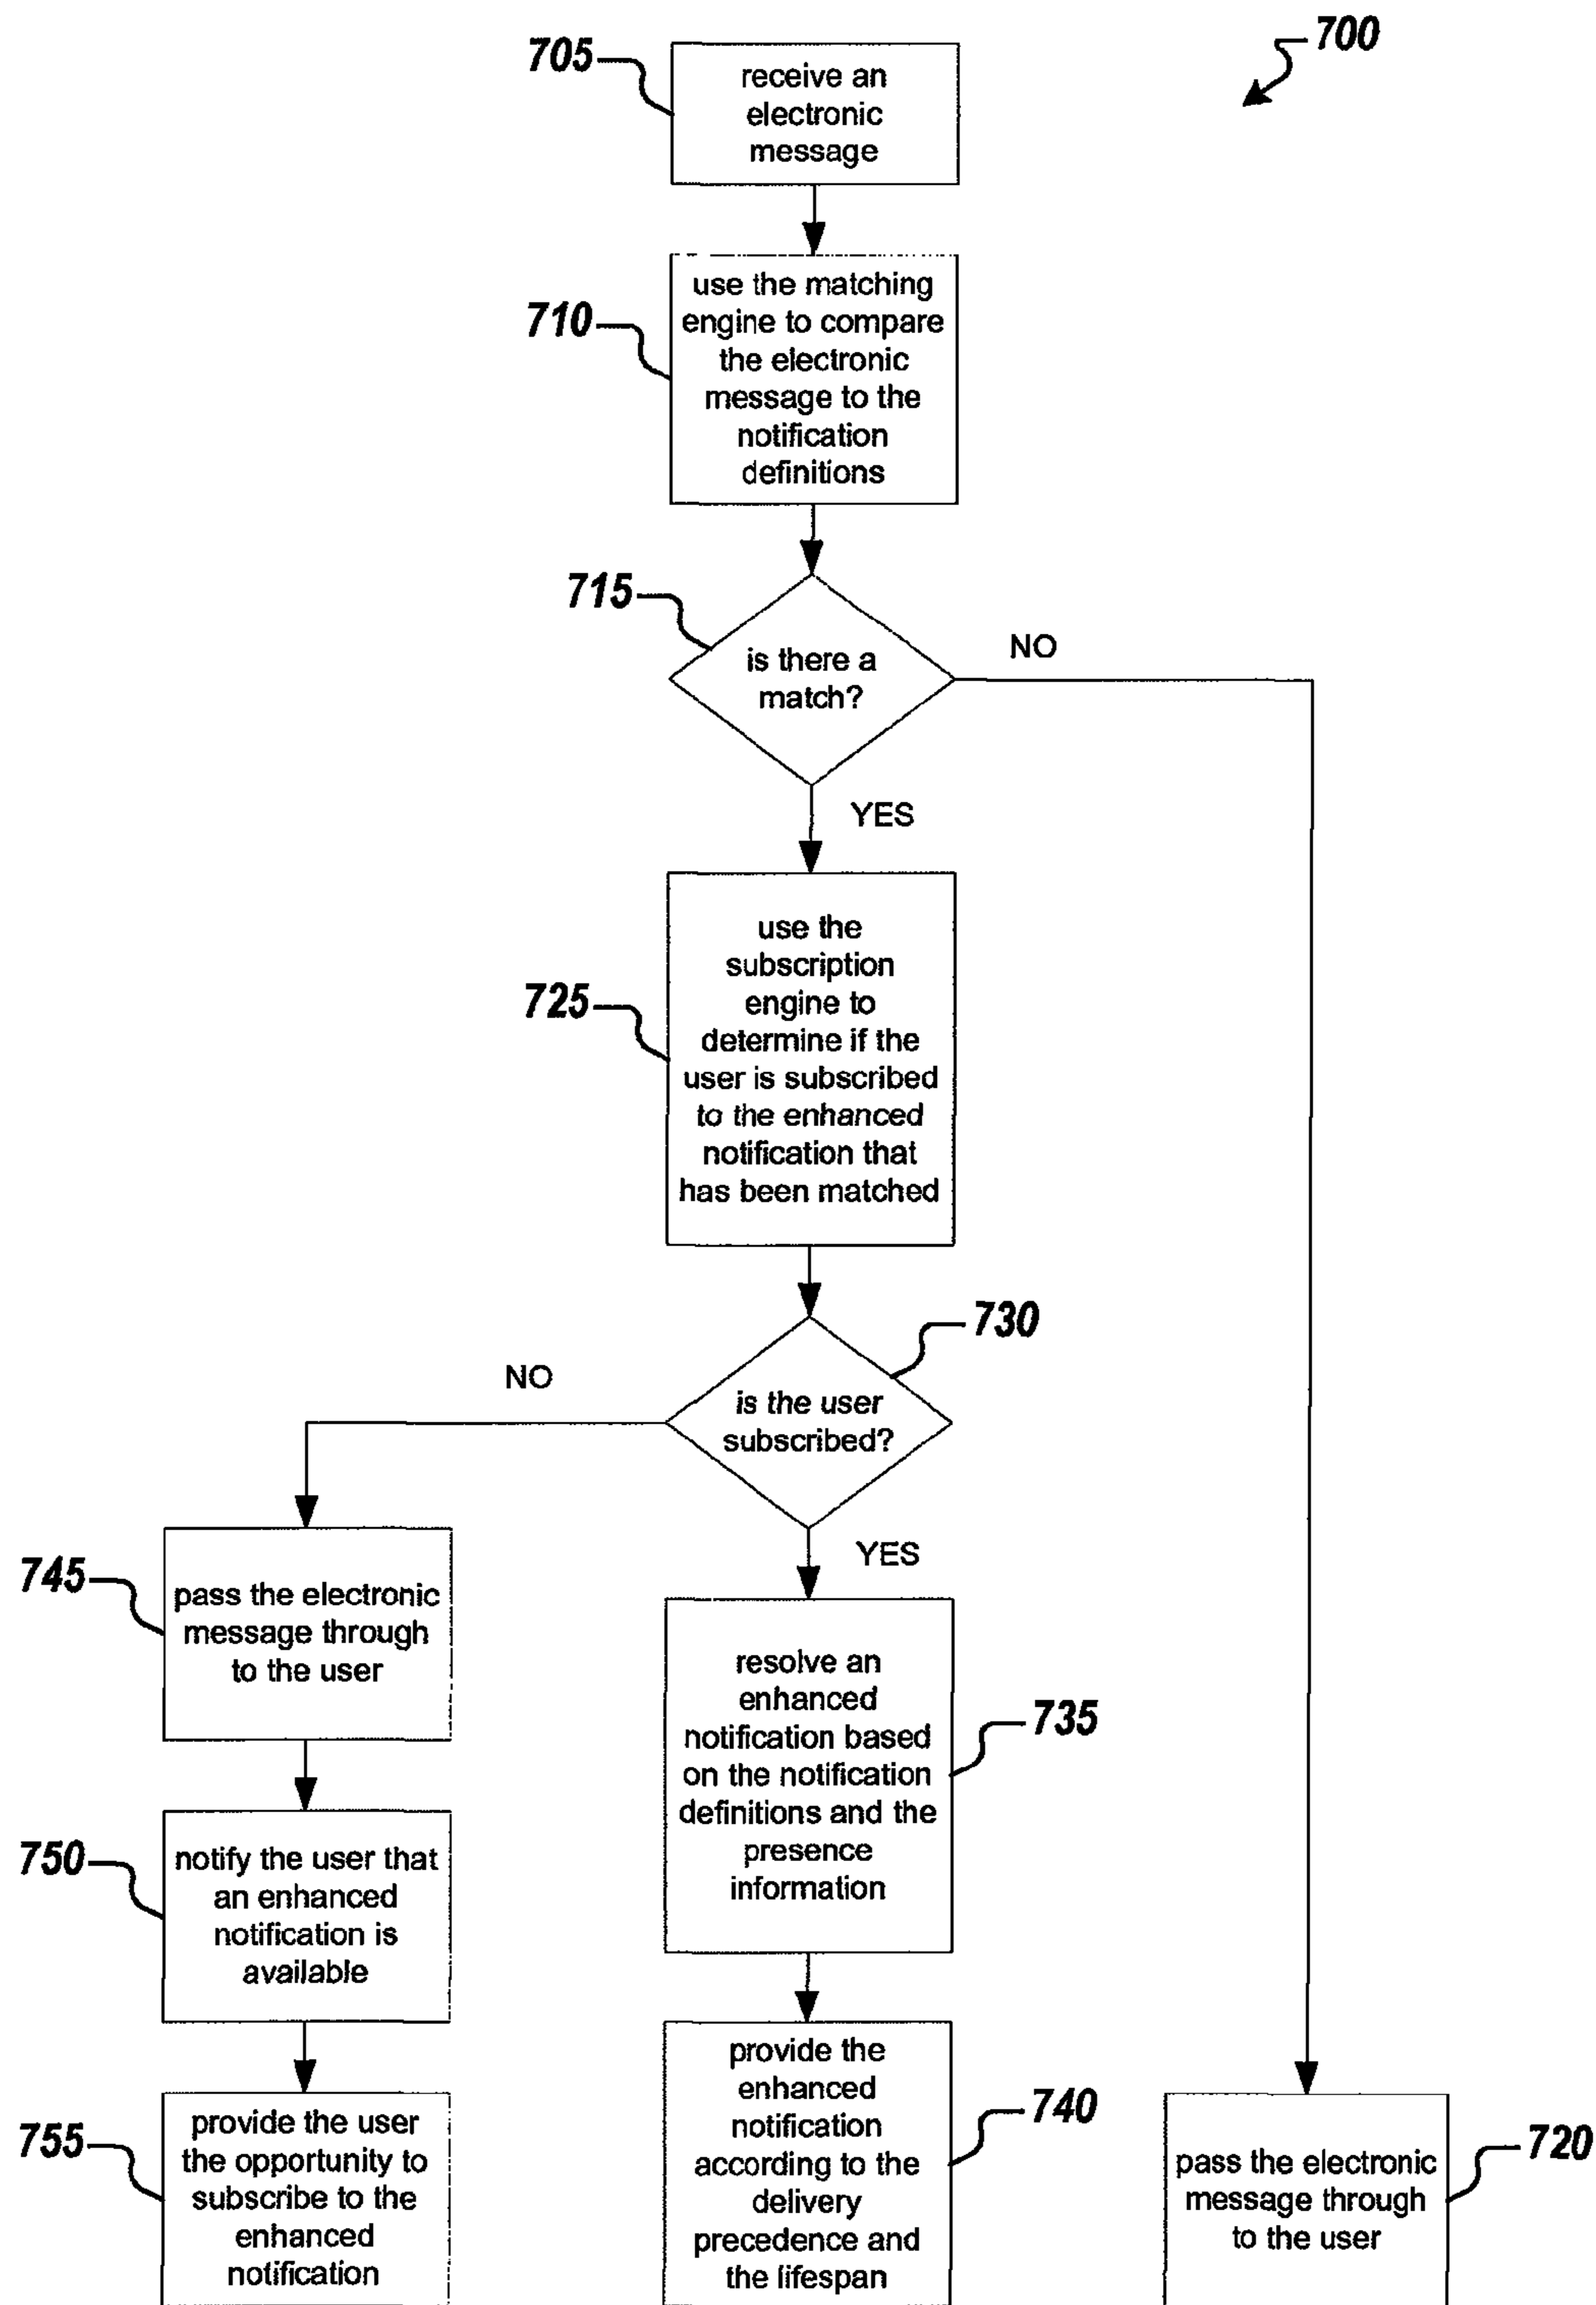 700
705
receive an
electronic
message
710
use the matching
engine to compare
the electronic
message to the
notification
definitions
715
is there a
match?
NO
YES
725
use the
subscription
engine to
determine if the
user is subscribed
to the enhanced
notification that
has been matched
730
is the user
subscribed?
NO
YES
745
pass the electronic
message through
to the user
735
resolve an
enhanced
notification based
on the notification
definitions and the
presence
information
750
notify the user that
an enhanced
notification is
available
755
provide the user
the opportunity to
subscribe to the
enhanced
notification
740
provide the
enhanced
notification
according to the
delivery
precedence and
the lifespan
720
pass the electronic
message through
to the user